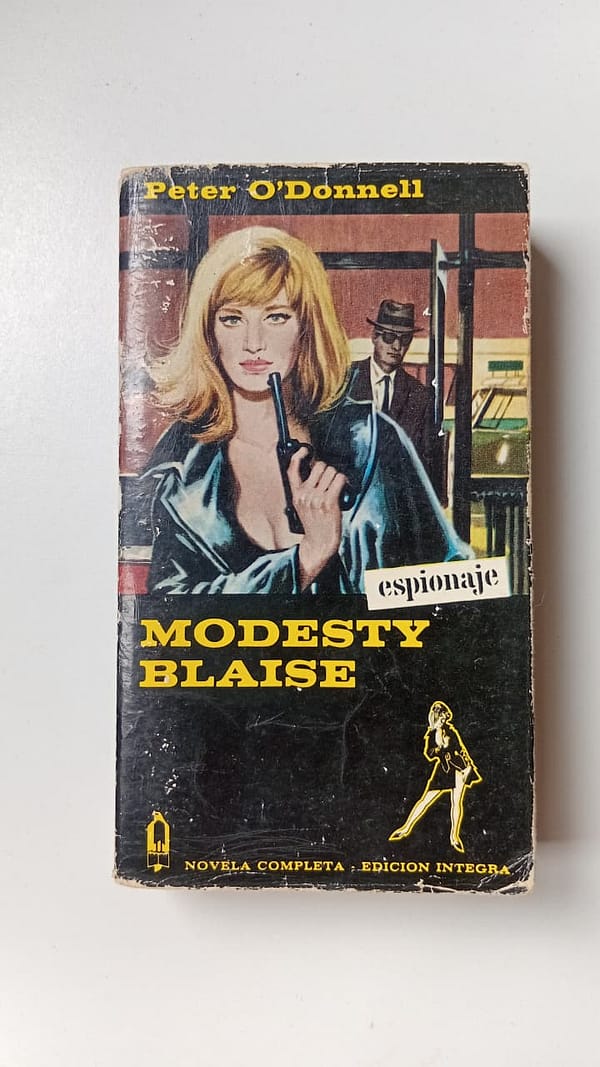 Peter O'Donnell
espionaje
MODESTY
BLAISE
NOVELA COMPLETA - EDICION INTEGRA